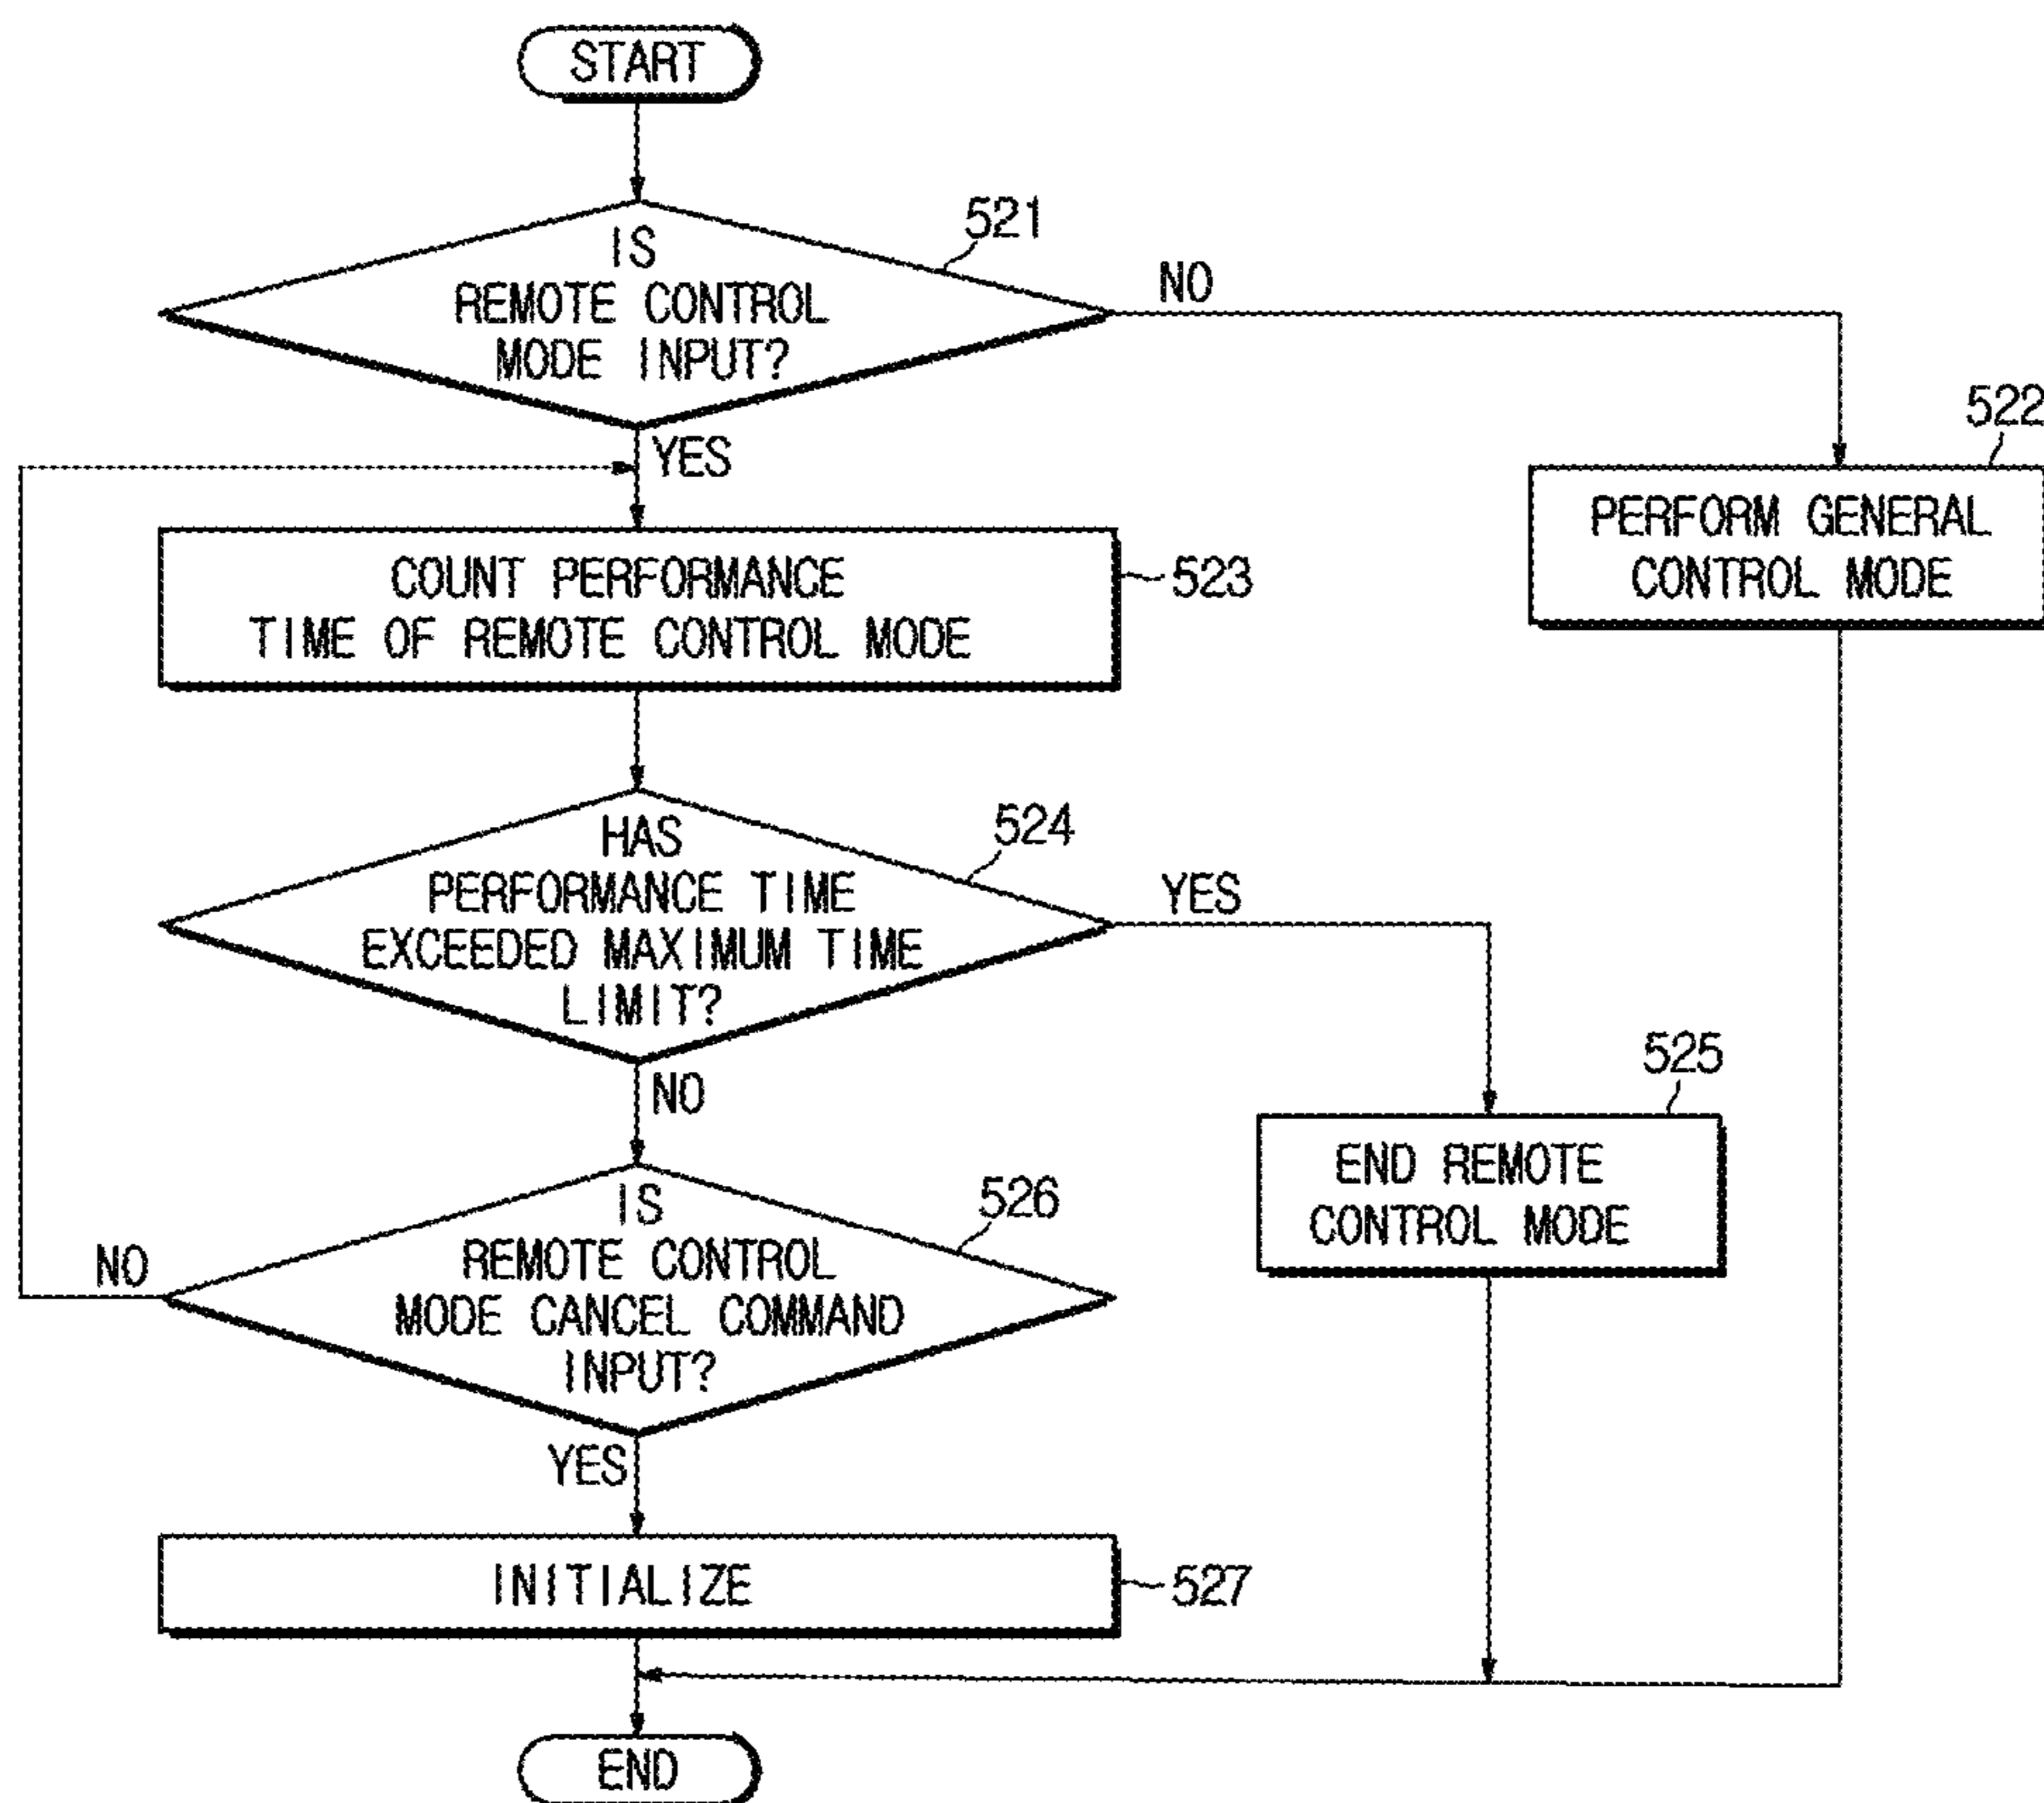 START
521
IS
REMOTE CONTROL
MODE INPUT?
NO
YES
522
PERFORM GENERAL
CONTROL MODE
COUNT PERFORMANCE
TIME OF REMOTE CONTROL MODE
523
524
HAS
PERFORMANCE TIME
EXCEEDED MAXIMUM TIME
LIMIT?
YES
NO
525
END REMOTE
CONTROL MODE
526
IS
REMOTE CONTROL
MODE CANCEL COMMAND
INPUT?
NO
YES
INITIALIZE
527
END